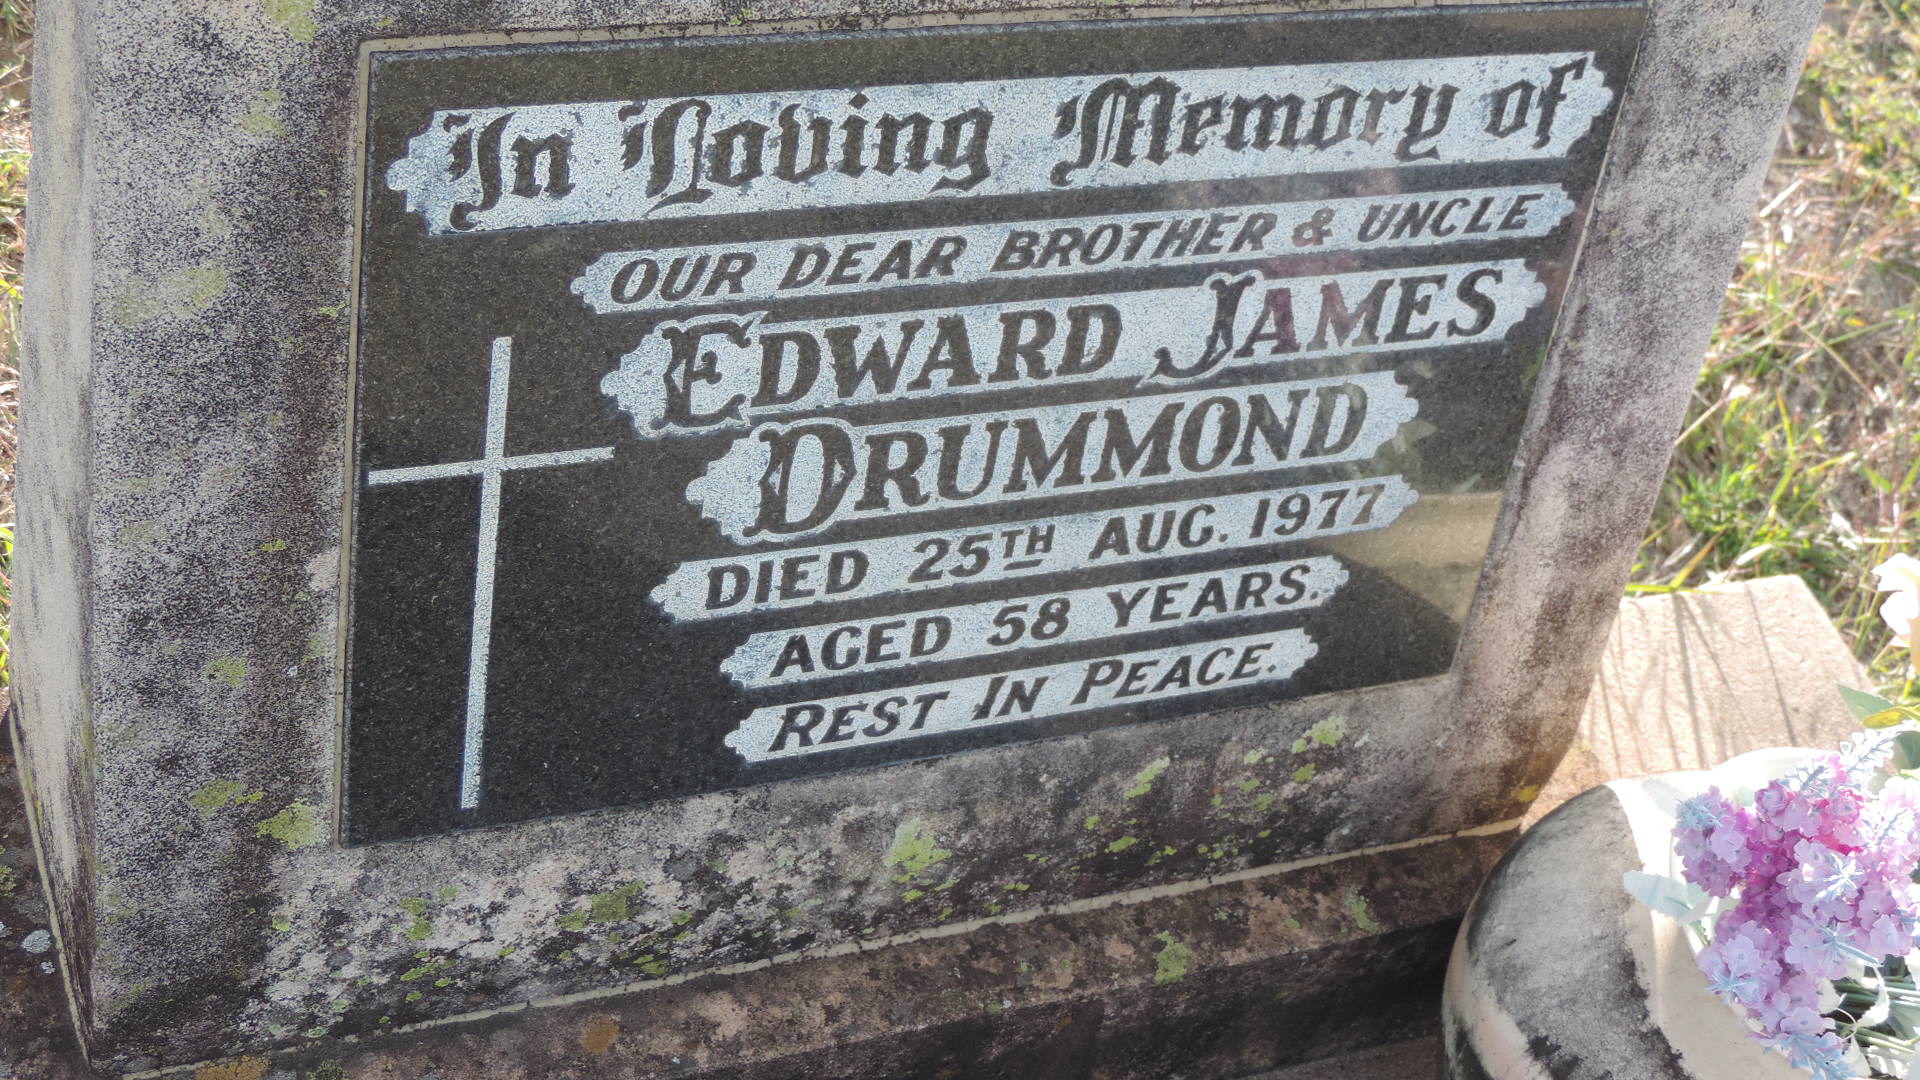 In Loving Memory of
OUR DEAR BROTHER & UNCLE
EDWARD JAMES
DRUMMOND
DIED 25TH AUG. 1977
AGED 58 YEARS.
REST IN PEACE.